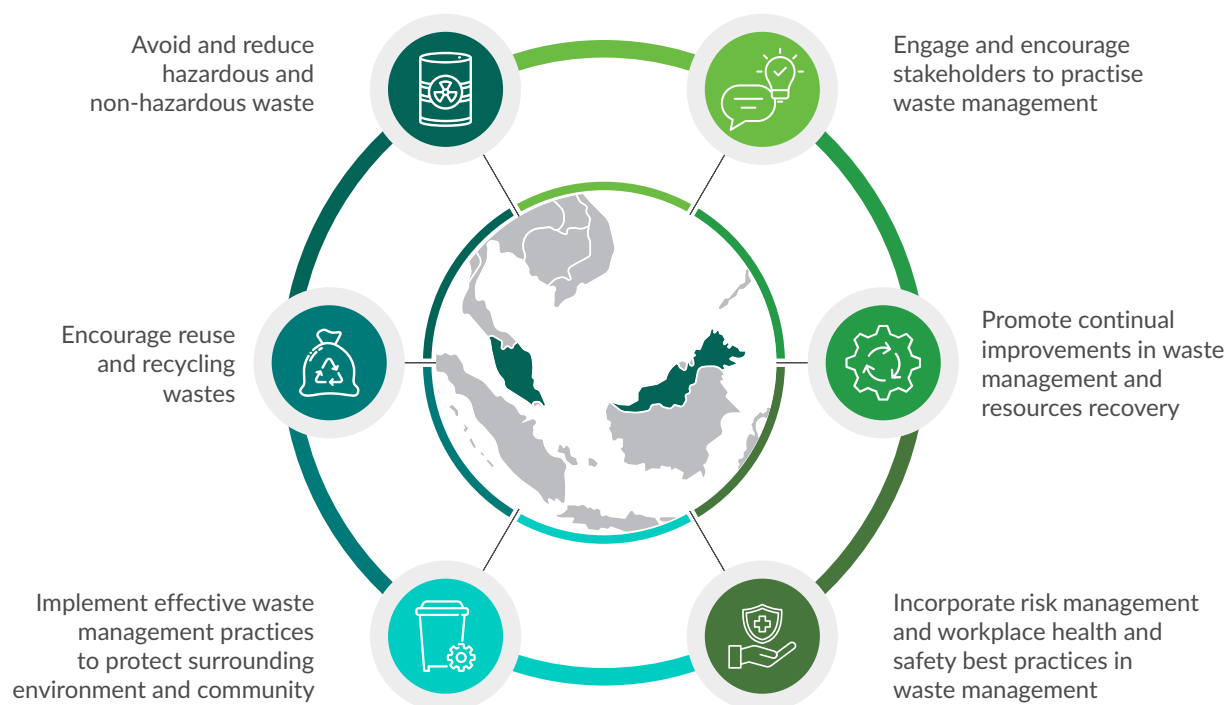 Avoid and reduce
hazardous and
non-hazardous waste
Engage and encourage
stakeholders to practise
waste management
Encourage reuse
and recycling
wastes
Promote continual
improvements in waste
management and
resources recovery
Implement effective waste
management practices
to protect surrounding
environment and community
Incorporate risk management
and workplace health and
safety best practices in
waste management